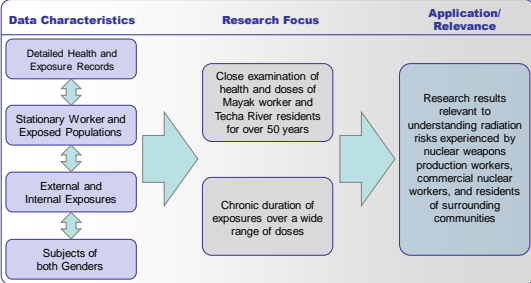 Data Characteristics
Detailed Health and
Exposure Records
Stationary Worker and
Exposed Populations
External and
Internal Exposures
Subjects of
both Genders
Research Focus
Close examination of
health and doses of
Mayak worker and
Techa River residents
for over 50 years
Chronic duration of
exposures over a wide
range of doses
Application/
Relevance
Research results
relevant to
understanding radiation
risks experienced by
nuclear weapons
production workers,
commercial nuclear
workers, and residents
of surrounding
communities